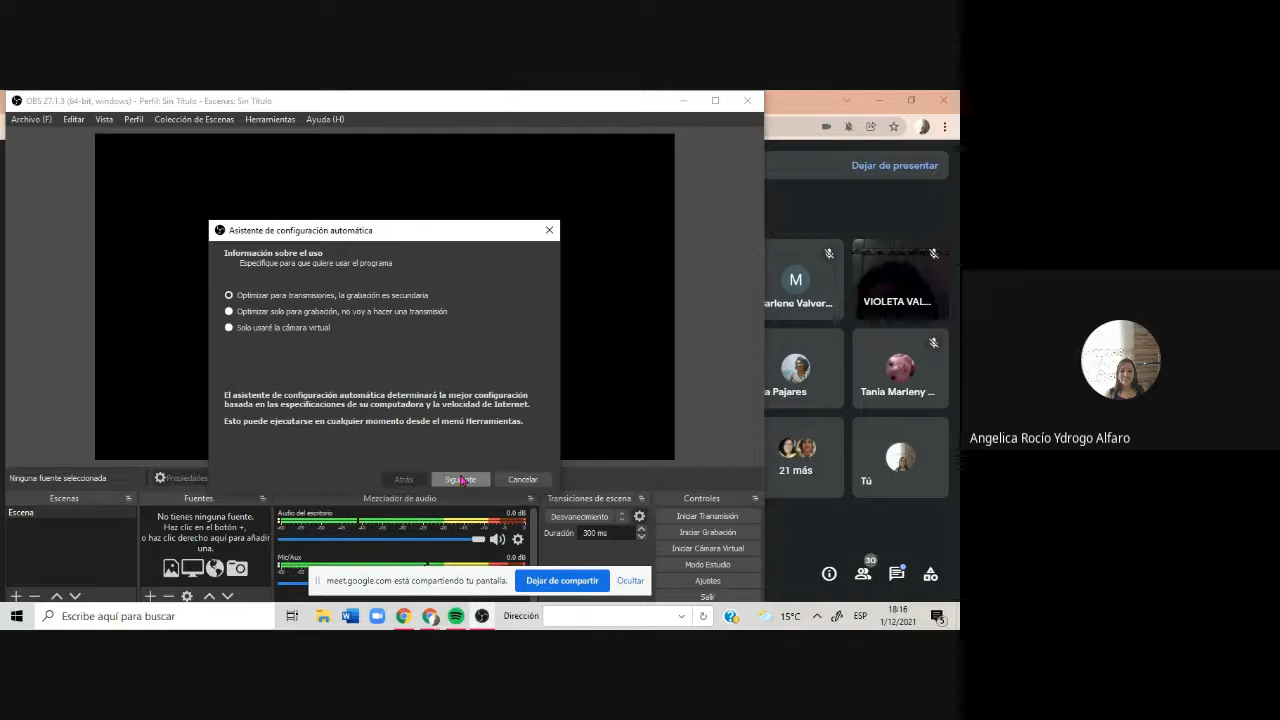 OBS 27.1.3 (64-bit, windows) - Perfil: Sin Título - Escenas: Sin Título
Archivo (F) Editar Vista Perfil Colección de Escenas Herramientas Ayuda (H)
Dejar de presentar
Asistente de configuración automática
Información sobre el uso
Especifique para que quiere usar el programa
Optimizar para transmisiones, la grabación es secundaria
Optimizar solo para grabación, no voy a hacer una transmisión
Solo usaré la cámara virtual
El asistente de configuración automática determinará la mejor configuración
basada en las especificaciones de su computadora y la velocidad de Internet.
Esto puede ejecutarse en cualquier momento desde el menú Herramientas.
Atrás Siguiente Cancelar
M
arlene Valver...
VIOLETA VAL...
a Pajares
Tania Marleny ...
21 más
Tú
30
Angelica Rocío Ydrogo Alfaro
Ninguna fuente seleccionada
Propiedades
Escenas Fuentes Mezclador de audio Transiciones de escena Controles
Escena
No tienes ninguna fuente.
Haz clic en el botón +,
o haz clic derecho aquí para añadir
una.
Audio del escritorio 0.0 dB
Mic/Aux 0.0 dB
Desvanecimiento
Duración 300 ms
Iniciar Transmisión
Iniciar Grabación
Iniciar Cámara Virtual
Modo Estudio
Ajustes
Salir
meet.google.com está compartiendo tu pantalla. Dejar de compartir Ocultar
Escribe aquí para buscar
Dirección
15°C
ESP
18:16
1/12/2021
5